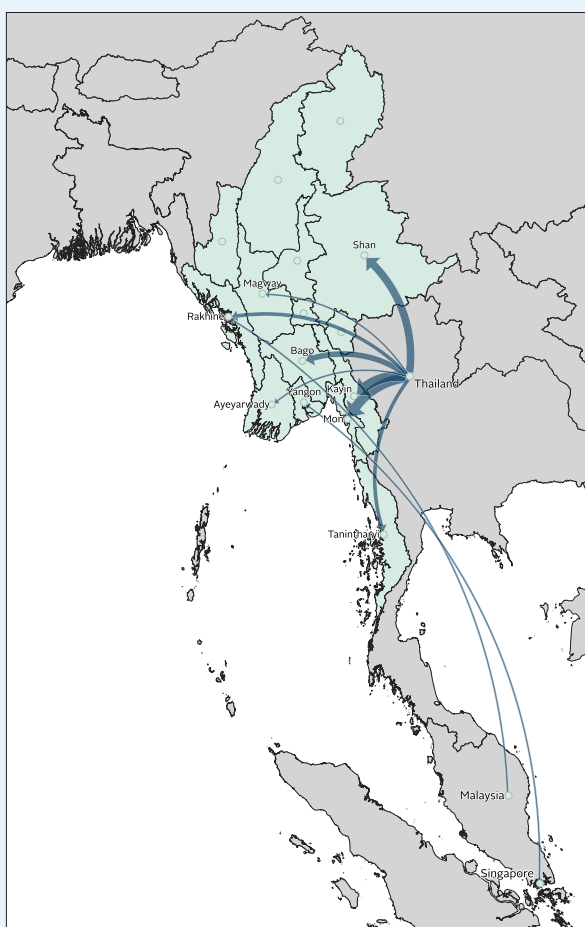 Shan
Magway
Rakhine
Bago
Thailand
Kayin
Yangon
Ayeyarwady
Mon
Tanintharyi
Malaysia
Singapore